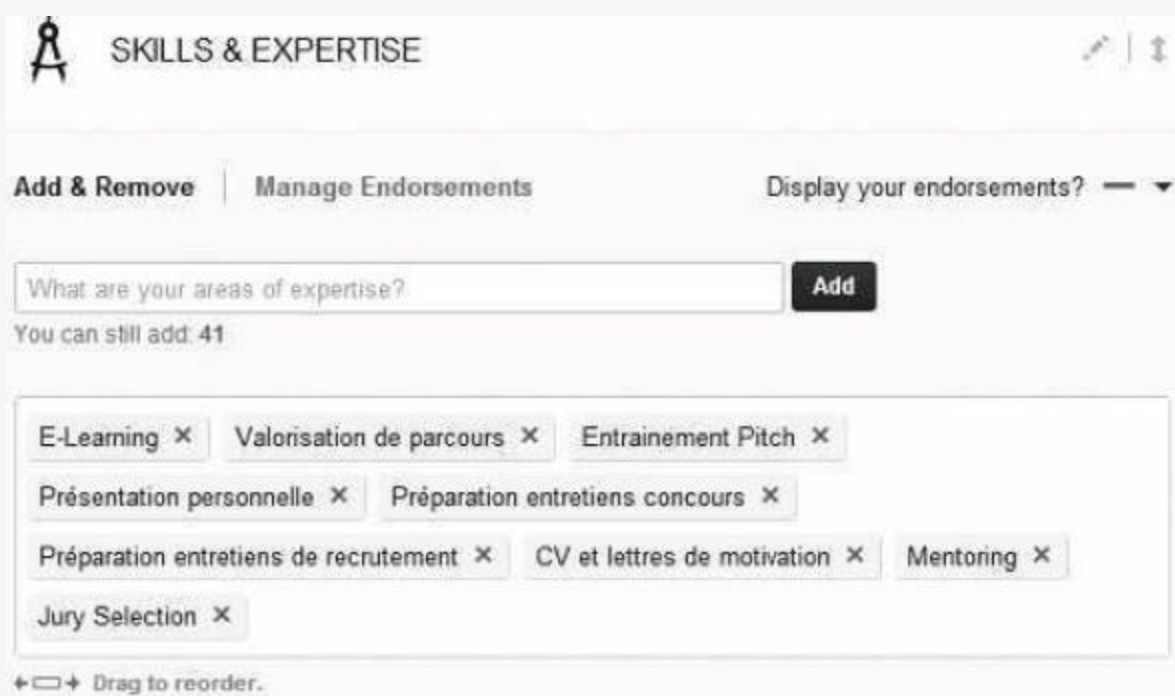 SKILLS & EXPERTISE
Add & Remove | Manage Endorsements Display your endorsements? —
What are your areas of expertise? Add
You can still add: 41
E-Learning × Valorisation de parcours × Entrainement Pitch ×
Présentation personnelle × Préparation entretiens concours ×
Préparation entretiens de recrutement × CV et lettres de motivation × Mentoring ×
Jury Selection ×
Drag to reorder.